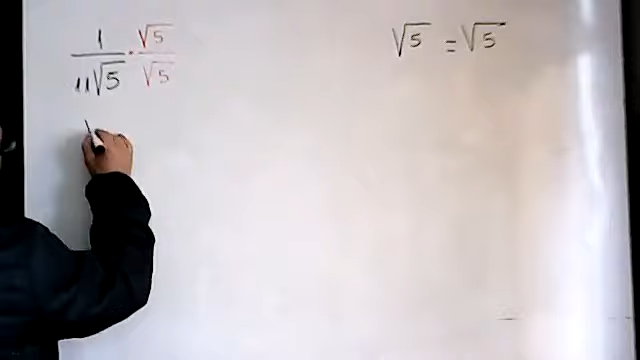 1/11√5 · √5/√5
√5 = √5